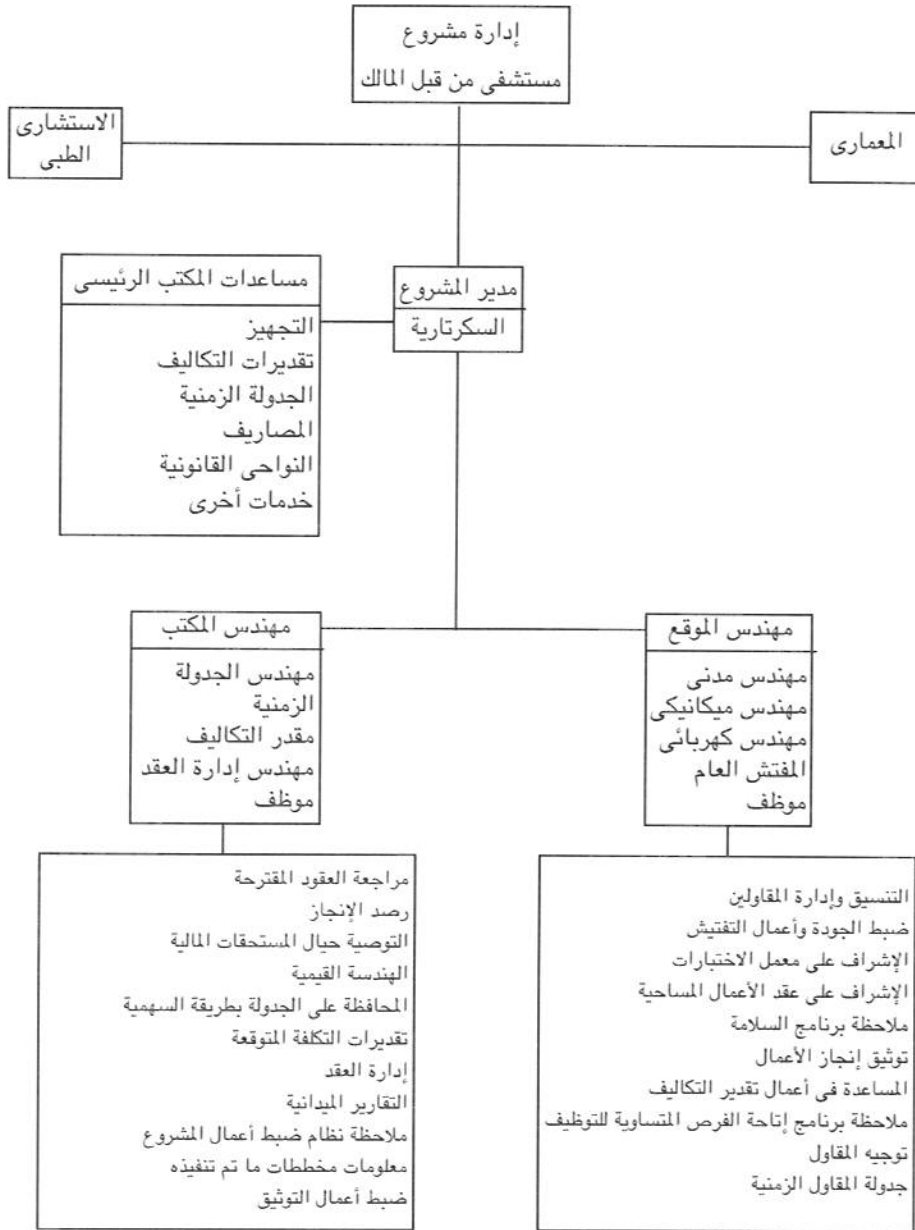 إدارة مشروع
مستشفى من قبل المالك
المعمارى
الاستشارى
الطبى
مدير المشروع
السكرتارية
مساعدات المكتب الرئيسى
التجهيز
تقديرات التكاليف
الجدولة الزمنية
المصاريف
النواحى القانونية
خدمات أخرى
مهندس الموقع
مهندس مدنى
مهندس ميكانيكى
مهندس كهربائى
المفتش العام
موظف
مهندس المكتب
مهندس الجدولة
الزمنية
مقدر التكاليف
مهندس إدارة العقد
موظف
التنسيق وإدارة المقاولين
ضبط الجودة وأعمال التفتيش
الإشراف على معمل الاختبارات
الإشراف على عقد الأعمال المساحية
ملاحظة برنامج السلامة
توثيق إنجاز الأعمال
المساعدة فى أعمال تقدير التكاليف
ملاحظة برنامج إتاحة الفرص المتساوية للتوظيف
توجيه المقاول
جدولة المقاول الزمنية
مراجعة العقود المقترحة
رصد الإنجاز
التوصية حيال المستحقات المالية
الهندسة القيمية
المحافظة على الجدولة بطريقة السهمية
تقديرات التكلفة المتوقعة
إدارة العقد
التقارير الميدانية
ملاحظة نظام ضبط أعمال المشروع
معلومات مخططات ما تم تنفيذه
ضبط أعمال التوثيق